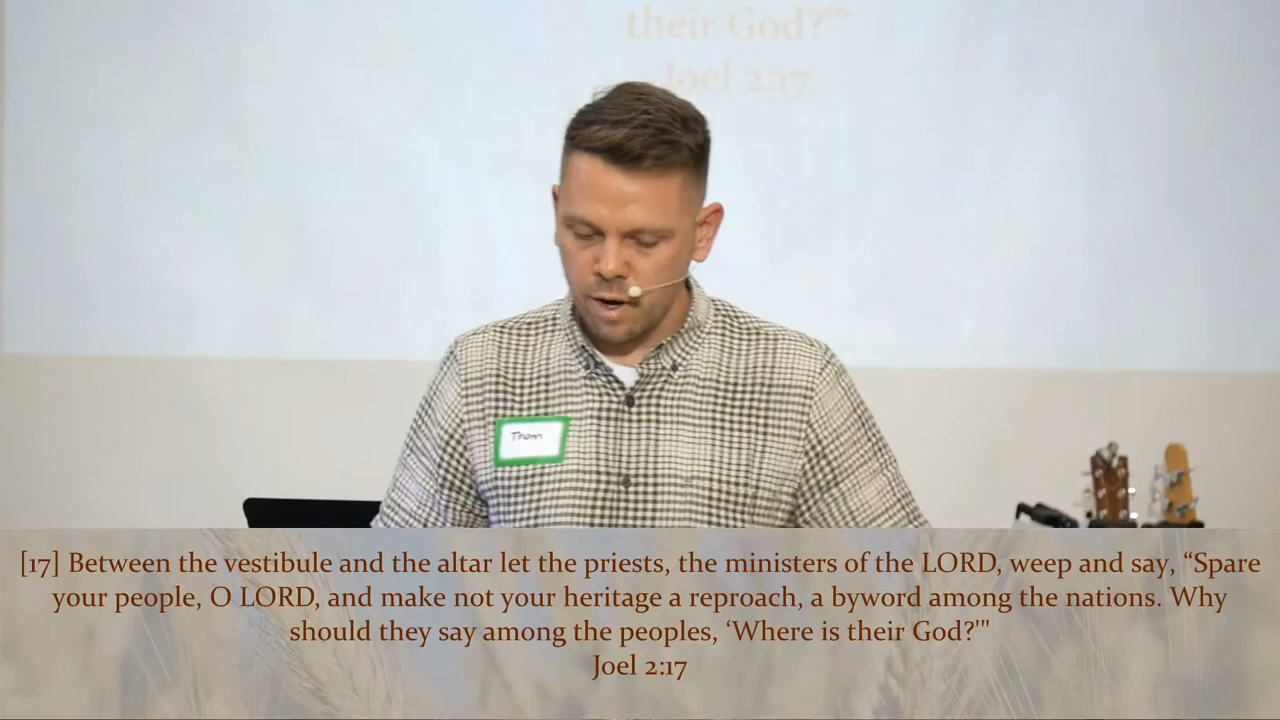 their God?'"
Joel 2:17
Thom
[17] Between the vestibule and the altar let the priests, the ministers of the LORD, weep and say, “Spare
your people, O LORD, and make not your heritage a reproach, a byword among the nations. Why
should they say among the peoples, ‘Where is their God?'"
Joel 2:17